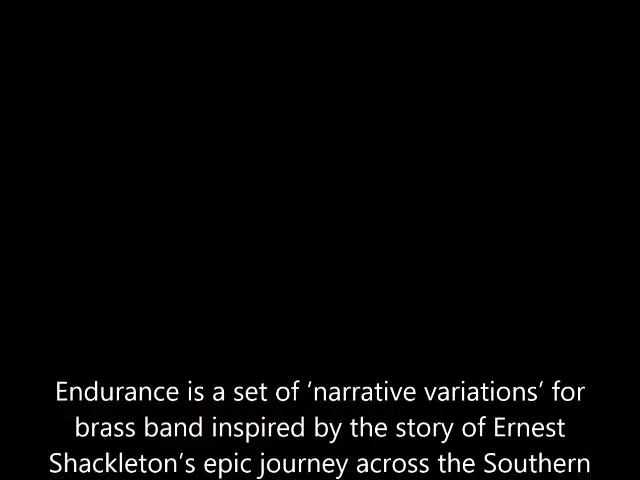 Endurance is a set of ‘narrative variations’ for
brass band inspired by the story of Ernest
Shackleton’s epic journey across the Southern